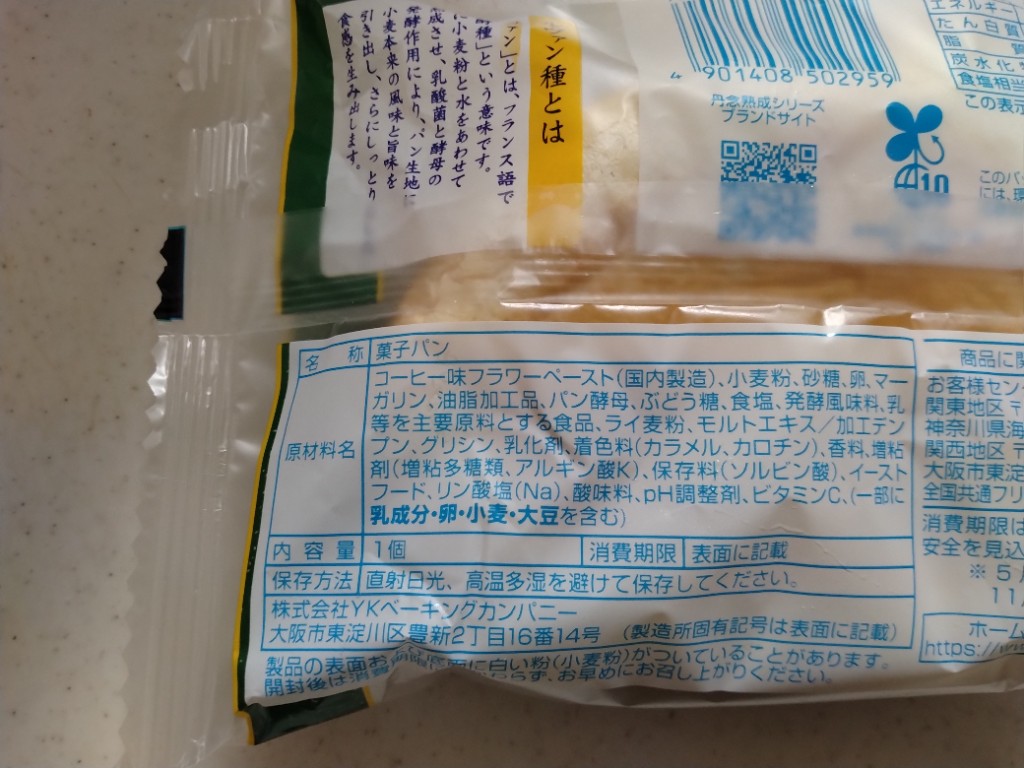 ァン種とは
ァン」とは、フランス語で
酵種」という意味です。
に小麦粉と水をあわせて
成させ、乳酸菌と酵母の
発酵作用により、パン生地に
小麦本来の風味と旨味を
引き出し、さらにしっとり
食感を生み出します。
4 901408 502959
丹念熟成シリーズ
ブランドサイト
in
エネルギー
たん白質
脂 質
炭水化
食塩相当
この表示
このパッ
には、環
名 称 菓子パン
原材料名
コーヒー味フラワーペースト(国内製造)、小麦粉、砂糖、卵、マー
ガリン、油脂加工品、パン酵母、ぶどう糖、食塩、発酵風味料、乳
等を主要原料とする食品、ライ麦粉、モルトエキス/加工デン
プン、グリシン、乳化剤、着色料(カラメル、カロチン)、香料、増粘
剤(増粘多糖類、アルギン酸K)、保存料(ソルビン酸)、イースト
フード、リン酸塩(Na)、酸味料、pH調整剤、ビタミンC、(一部に
乳成分・卵・小麦・大豆を含む)
内容量 1個 消費期限 表面に記載
保存方法 直射日光、高温多湿を避けて保存してください。
株式会社YKベーキングカンパニー
大阪市東淀川区豊新2丁目16番14号 (製造所固有記号は表面に記載)
製品の表面お に白い粉(小麦粉)がついていることがあります。
開封後は消費 らず、お早めにお召し上がりください。
商品に関
お客様セン
関東地区 〒
神奈川県海
関西地区 〒
大阪市東淀
全国共通フリ
消費期限は
安全を見込
※5月
11
ホーム
https://w